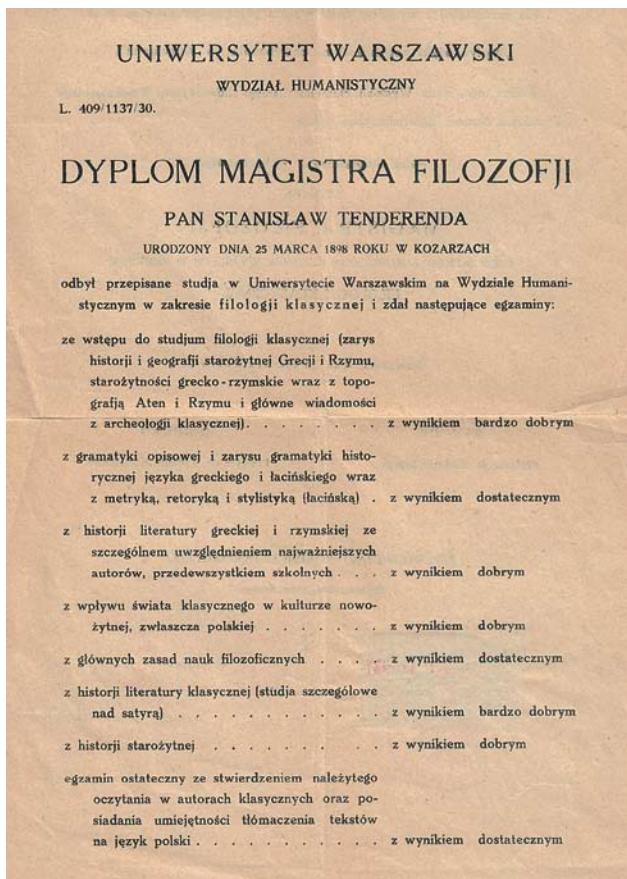 UNIWERSYTET WARSZAWSKI
WYDZIAŁ HUMANISTYCZNY
L. 409/1137/30.
DYPLOM MAGISTRA FILOZOFJI
PAN STANISŁAW TENDERENDA
URODZONY DNIA 25 MARCA 1898 ROKU W KOZARZACH
odbył przepisane studja w Uniwersytecie Warszawskim na Wydziale Humani-
stycznym w zakresie filologji klasycznej i zdał następujące egzaminy:
ze wstępu do studjum filologji klasycznej (zarys
historji i geografji starożytnej Grecji i Rzymu,
starożytności grecko-rzymskie wraz z topo-
grafją Aten i Rzymu i główne wiadomości
z archeologji klasycznej). . . . . . . . z wynikiem bardzo dobrym
z gramatyki opisowej i zarysu gramatyki histo-
rycznej języka greckiego i łacińskiego wraz
z metryką, retoryką i stylistyką (łacińską) . z wynikiem dostatecznym
z historji literatury greckiej i rzymskiej ze
szczególnem uwzględnieniem najważniejszych
autorów, przedewszystkiem szkolnych . . . z wynikiem dobrym
z wpływu świata klasycznego w kulturze nowo-
żytnej, zwłaszcza polskiej . . . . . . . z wynikiem dobrym
z głównych zasad nauk filozoficznych . . . . z wynikiem dostatecznym
z historji literatury klasycznej (studja szczegółowe
nad satyrą) . . . . . . . . . . . . z wynikiem bardzo dobrym
z historji starożytnej . . . . . . . . . . z wynikiem dobrym
egzamin ostateczny ze stwierdzeniem należytego
oczytania w autorach klasycznych oraz po-
siadania umiejętności tłómaczenia tekstów
na język polski . . . . . . . . . . . z wynikiem dostatecznym